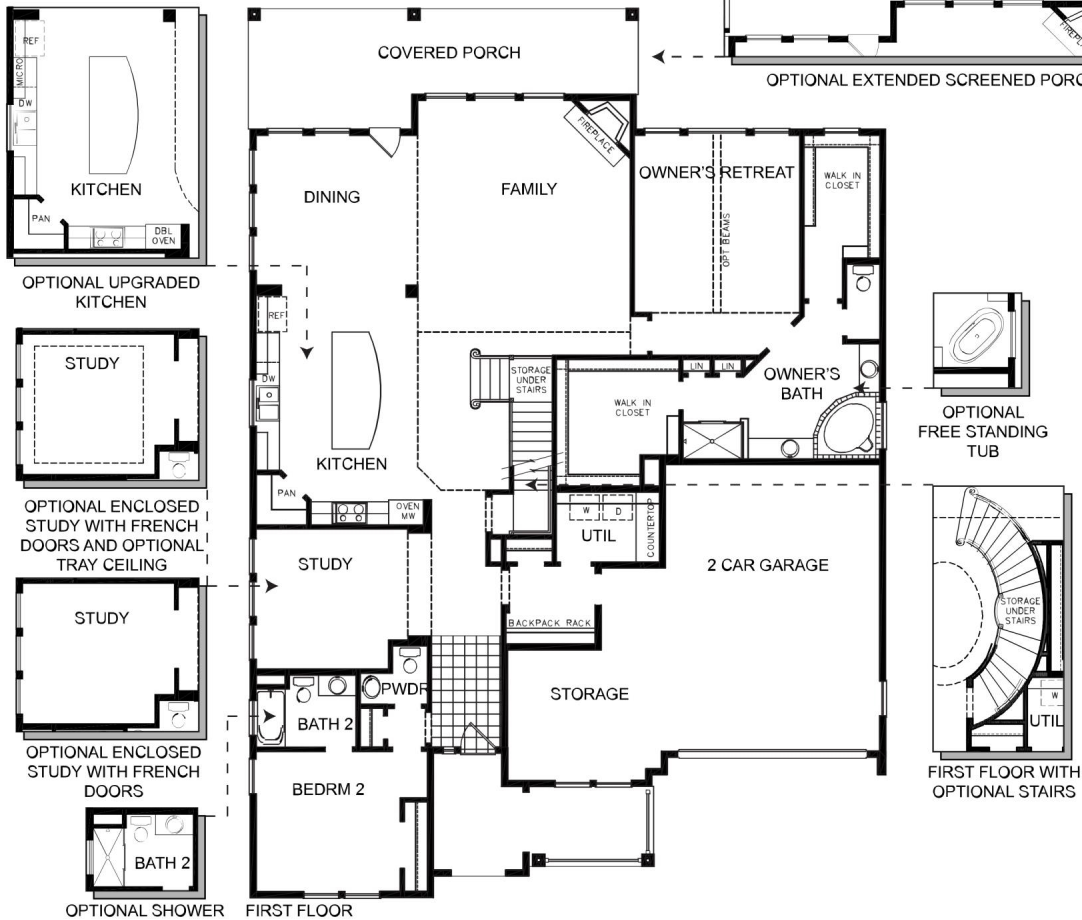 REF
MICRO
DW
KITCHEN
PAN
DBL
OVEN
OPTIONAL UPGRADED
KITCHEN
COVERED PORCH
FIREPLACE
OPTIONAL EXTENDED SCREENED PORC
DINING
FAMILY
FIREPLACE
OWNER'S RETREAT
OPT BEAMS
WALK IN
CLOSET
REF
DW
KITCHEN
PAN
OVEN
MW
STORAGE
UNDER
STAIRS
WALK IN
CLOSET
LIN
LIN
OWNER'S
BATH
OPTIONAL
FREE STANDING
TUB
STUDY
OPTIONAL ENCLOSED
STUDY WITH FRENCH
DOORS AND OPTIONAL
TRAY CEILING
STUDY
OPTIONAL ENCLOSED
STUDY WITH FRENCH
DOORS
STUDY
W
D
UTIL
COUNTERTOP
2 CAR GARAGE
BACKPACK RACK
STORAGE
PWDR
BATH 2
BEDRM 2
STORAGE
UNDER
STAIRS
W
UTIL
FIRST FLOOR WITH
OPTIONAL STAIRS
BATH 2
OPTIONAL SHOWER
FIRST FLOOR